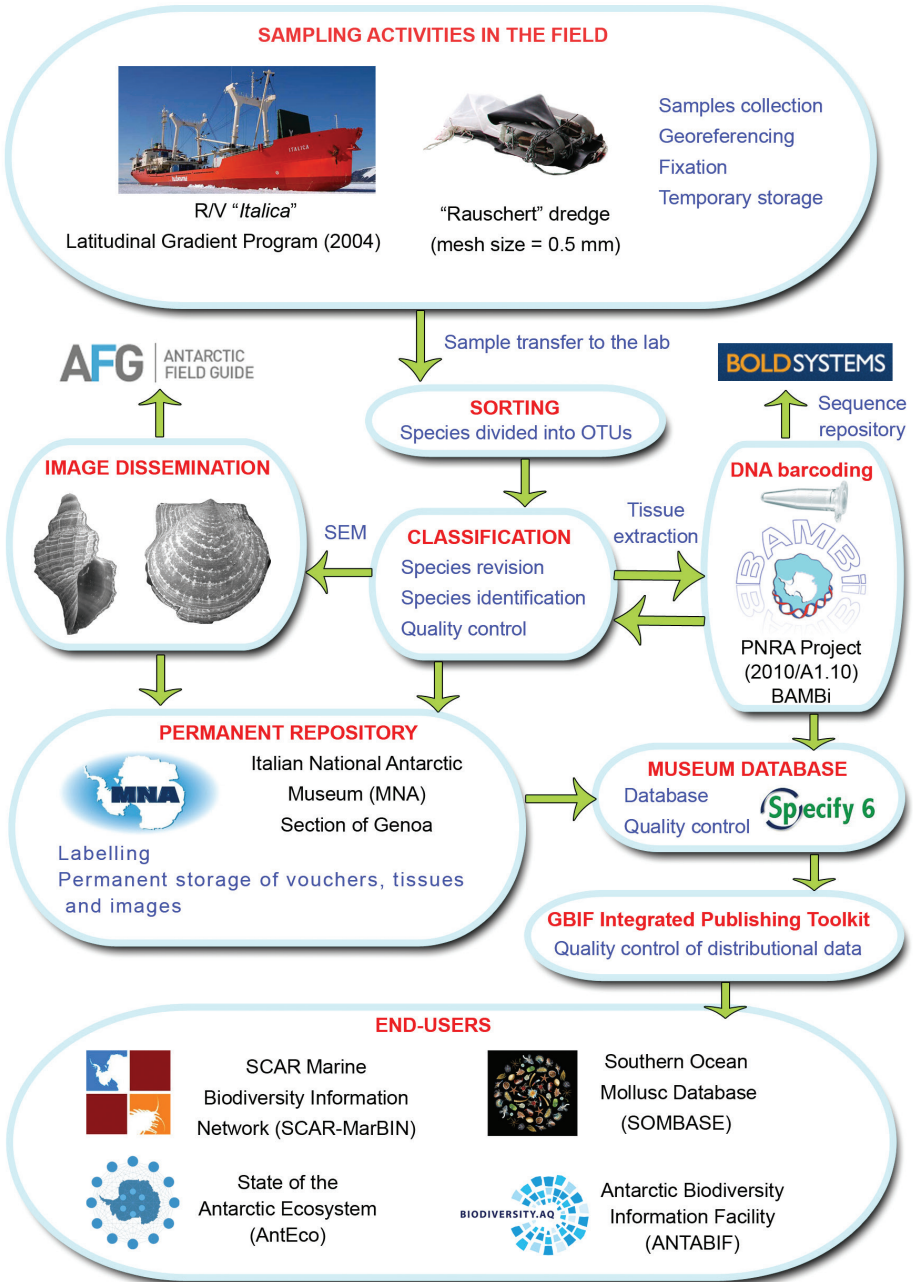 SAMPLING ACTIVITIES IN THE FIELD
ITALICA
R/V “Italica”
Latitudinal Gradient Program (2004)
“Rauschert” dredge
(mesh size = 0.5 mm)
Samples collection
Georeferencing
Fixation
Temporary storage
Sample transfer to the lab
AFG
ANTARCTIC
FIELD GUIDE
BOLDSYSTEMS
Sequence
repository
SORTING
Species divided into OTUs
IMAGE DISSEMINATION
SEM
CLASSIFICATION
Species revision
Species identification
Quality control
Tissue
extraction
DNA barcoding
BAMBi
PNRA Project
(2010/A1.10)
BAMBi
PERMANENT REPOSITORY
MNA
Italian National Antarctic
Museum (MNA)
Section of Genoa
Labelling
Permanent storage of vouchers, tissues
and images
MUSEUM DATABASE
Database
Quality control
Specify 6
GBIF Integrated Publishing Toolkit
Quality control of distributional data
END-USERS
SCAR Marine
Biodiversity Information
Network (SCAR-MarBIN)
Southern Ocean
Mollusc Database
(SOMBASE)
State of the
Antarctic Ecosystem
(AntEco)
BIODIVERSITY.AQ
Antarctic Biodiversity
Information Facility
(ANTABIF)